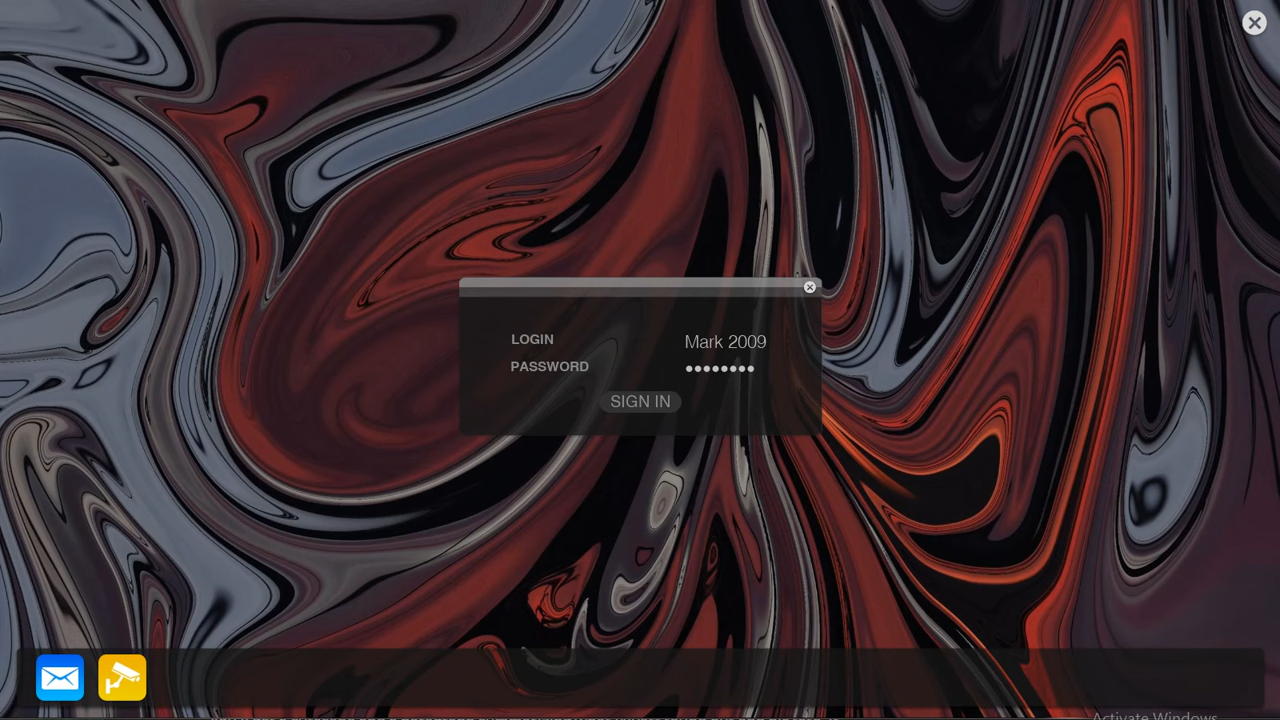 LOGIN
Mark 2009
PASSWORD
••••••••
SIGN IN
Activate Windows